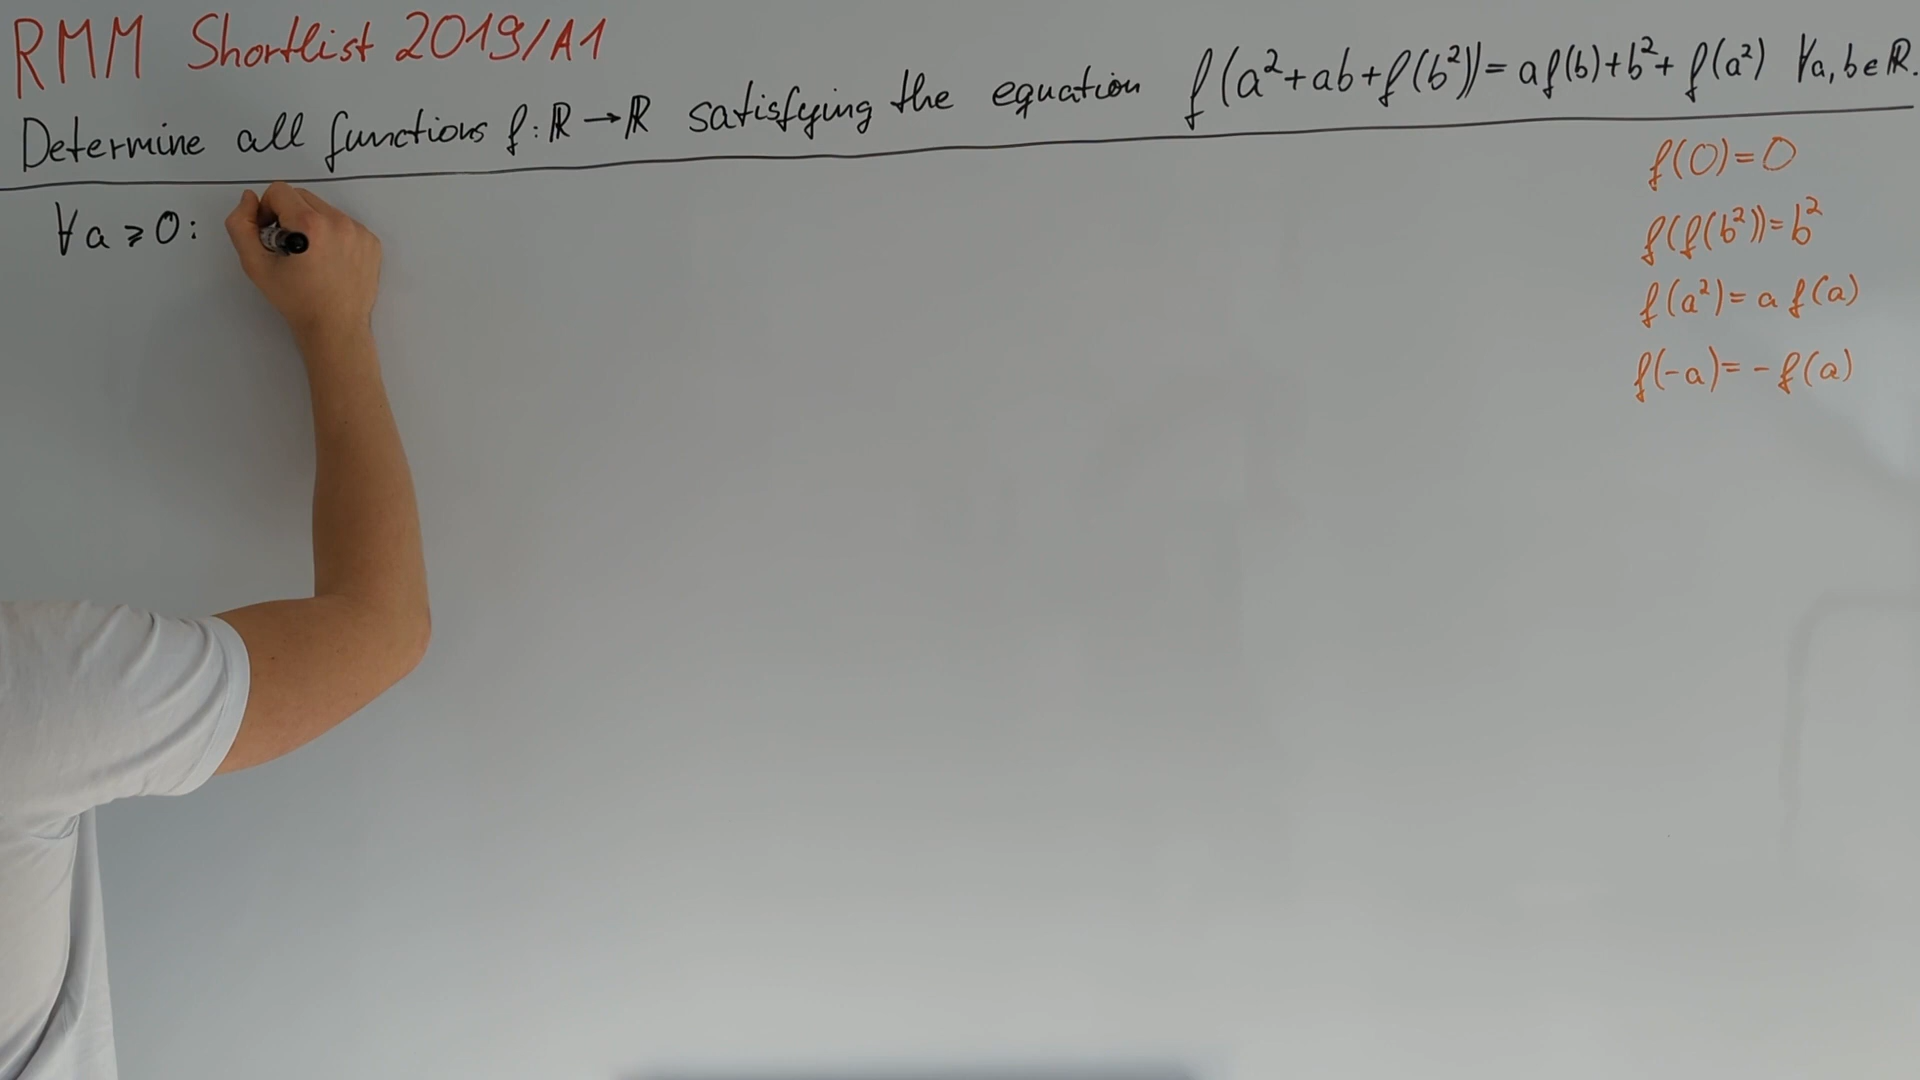 RMM Shortlist 2019/A1
Determine all functions f: ℝ → ℝ satisfying the equation f(a²+ab+f(b²)) = af(b)+b²+f(a²) ∀a,b∈ℝ.
f(0)=0
∀a≥0:
f(f(b²))=b²
f(a²)=a f(a)
f(-a)=-f(a)